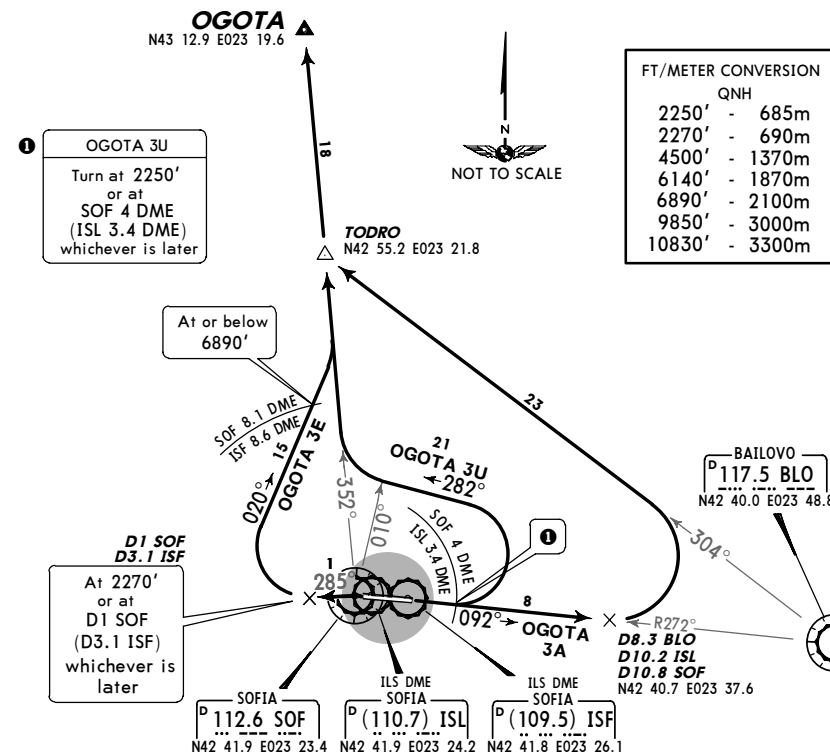 OGOTA
N43 12.9 E023 19.6
18
N
NOT TO SCALE
FT/METER CONVERSION
QNH
2250' - 685m
2270' - 690m
4500' - 1370m
6140' - 1870m
6890' - 2100m
9850' - 3000m
10830' - 3300m
1
OGOTA 3U
Turn at 2250'
or at
SOF 4 DME
(ISL 3.4 DME)
whichever is later
TODRO
N42 55.2 E023 21.8
At or below
6890'
SOF 8.1 DME
ISF 8.6 DME
15
OGOTA 3E
020°
23
21
OGOTA 3U
282°
352°
010°
SOF 4 DME
ISL 3.4 DME
1
BAILOVO
D 117.5 BLO
N42 40.0 E023 48.8
304°
R272°
D1 SOF
D3.1 ISF
At 2270'
or at
D1 SOF
(D3.1 ISF)
whichever is
later
1
285°
8
092°
OGOTA
3A
D8.3 BLO
D10.2 ISL
D10.8 SOF
N42 40.7 E023 37.6
SOFIA
D 112.6 SOF
N42 41.9 E023 23.4
ILS DME
SOFIA
D (110.7) ISL
N42 41.9 E023 24.2
ILS DME
SOFIA
D (109.5) ISF
N42 41.8 E023 26.1